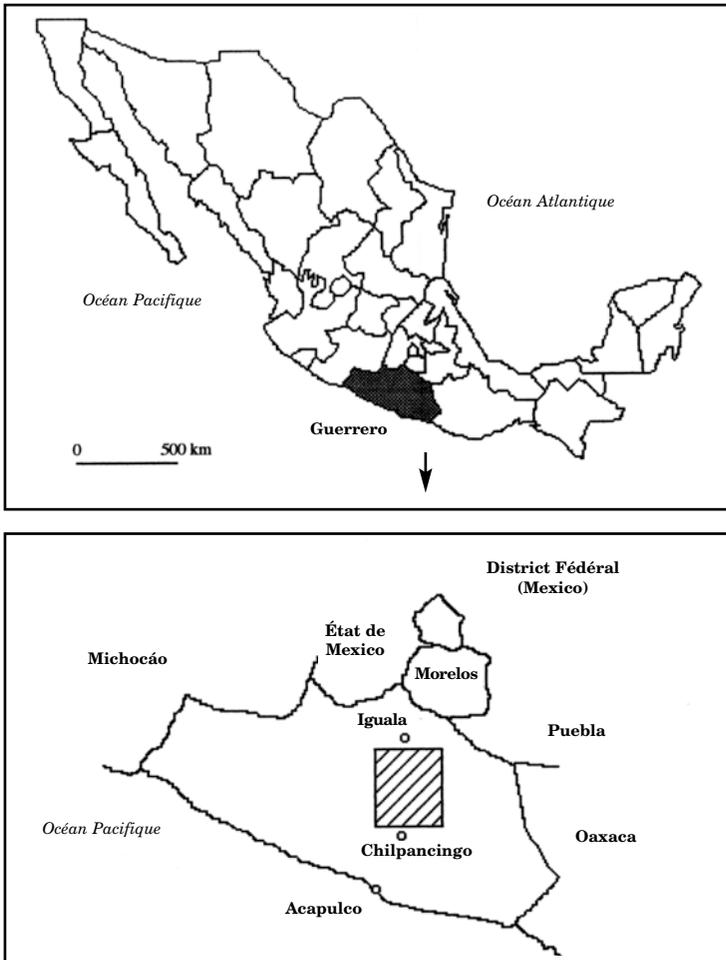 Océan Atlantique
Océan Pacifique
Guerrero
0 500 km
District Fédéral
(Mexico)
État de
Mexico
Michocáo
Morelos
Iguala
Puebla
Océan Pacifique
Oaxaca
Chilpancingo
Acapulco